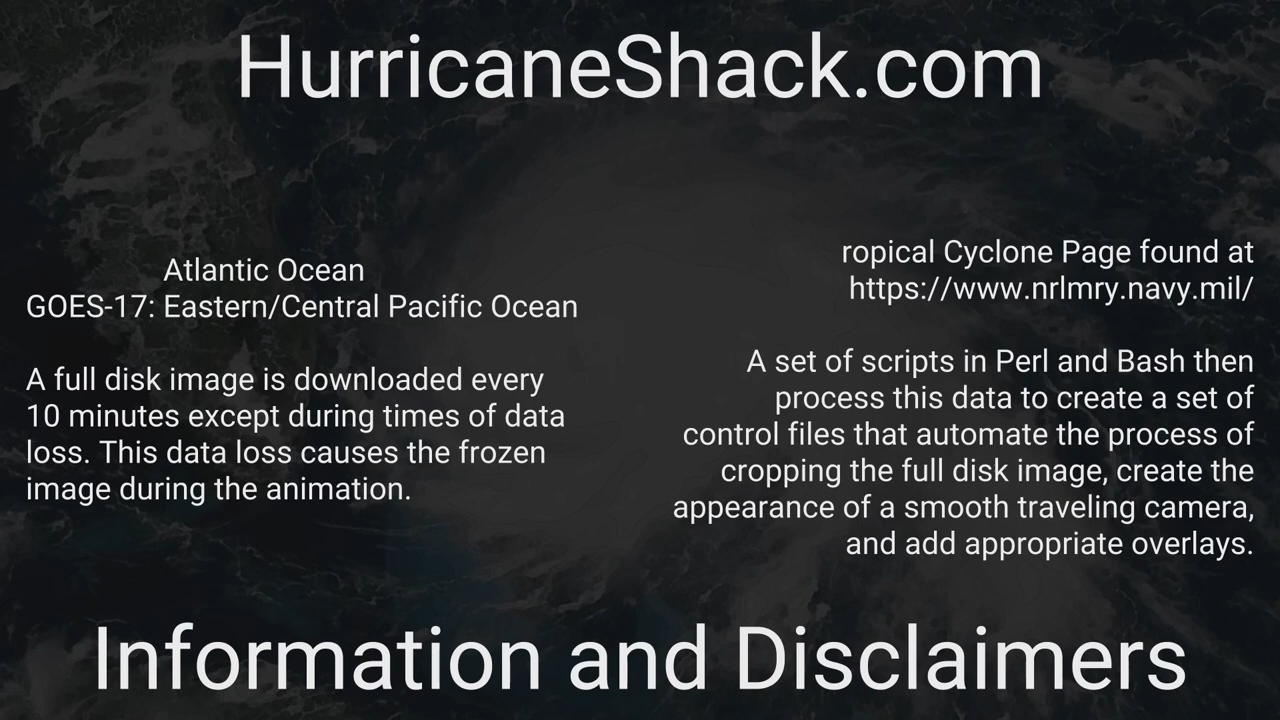 HurricaneShack.com
Atlantic Ocean
GOES-17: Eastern/Central Pacific Ocean
A full disk image is downloaded every
10 minutes except during times of data
loss. This data loss causes the frozen
image during the animation.
ropical Cyclone Page found at
https://www.nrlmry.navy.mil/
A set of scripts in Perl and Bash then
process this data to create a set of
control files that automate the process of
cropping the full disk image, create the
appearance of a smooth traveling camera,
and add appropriate overlays.
Information and Disclaimers